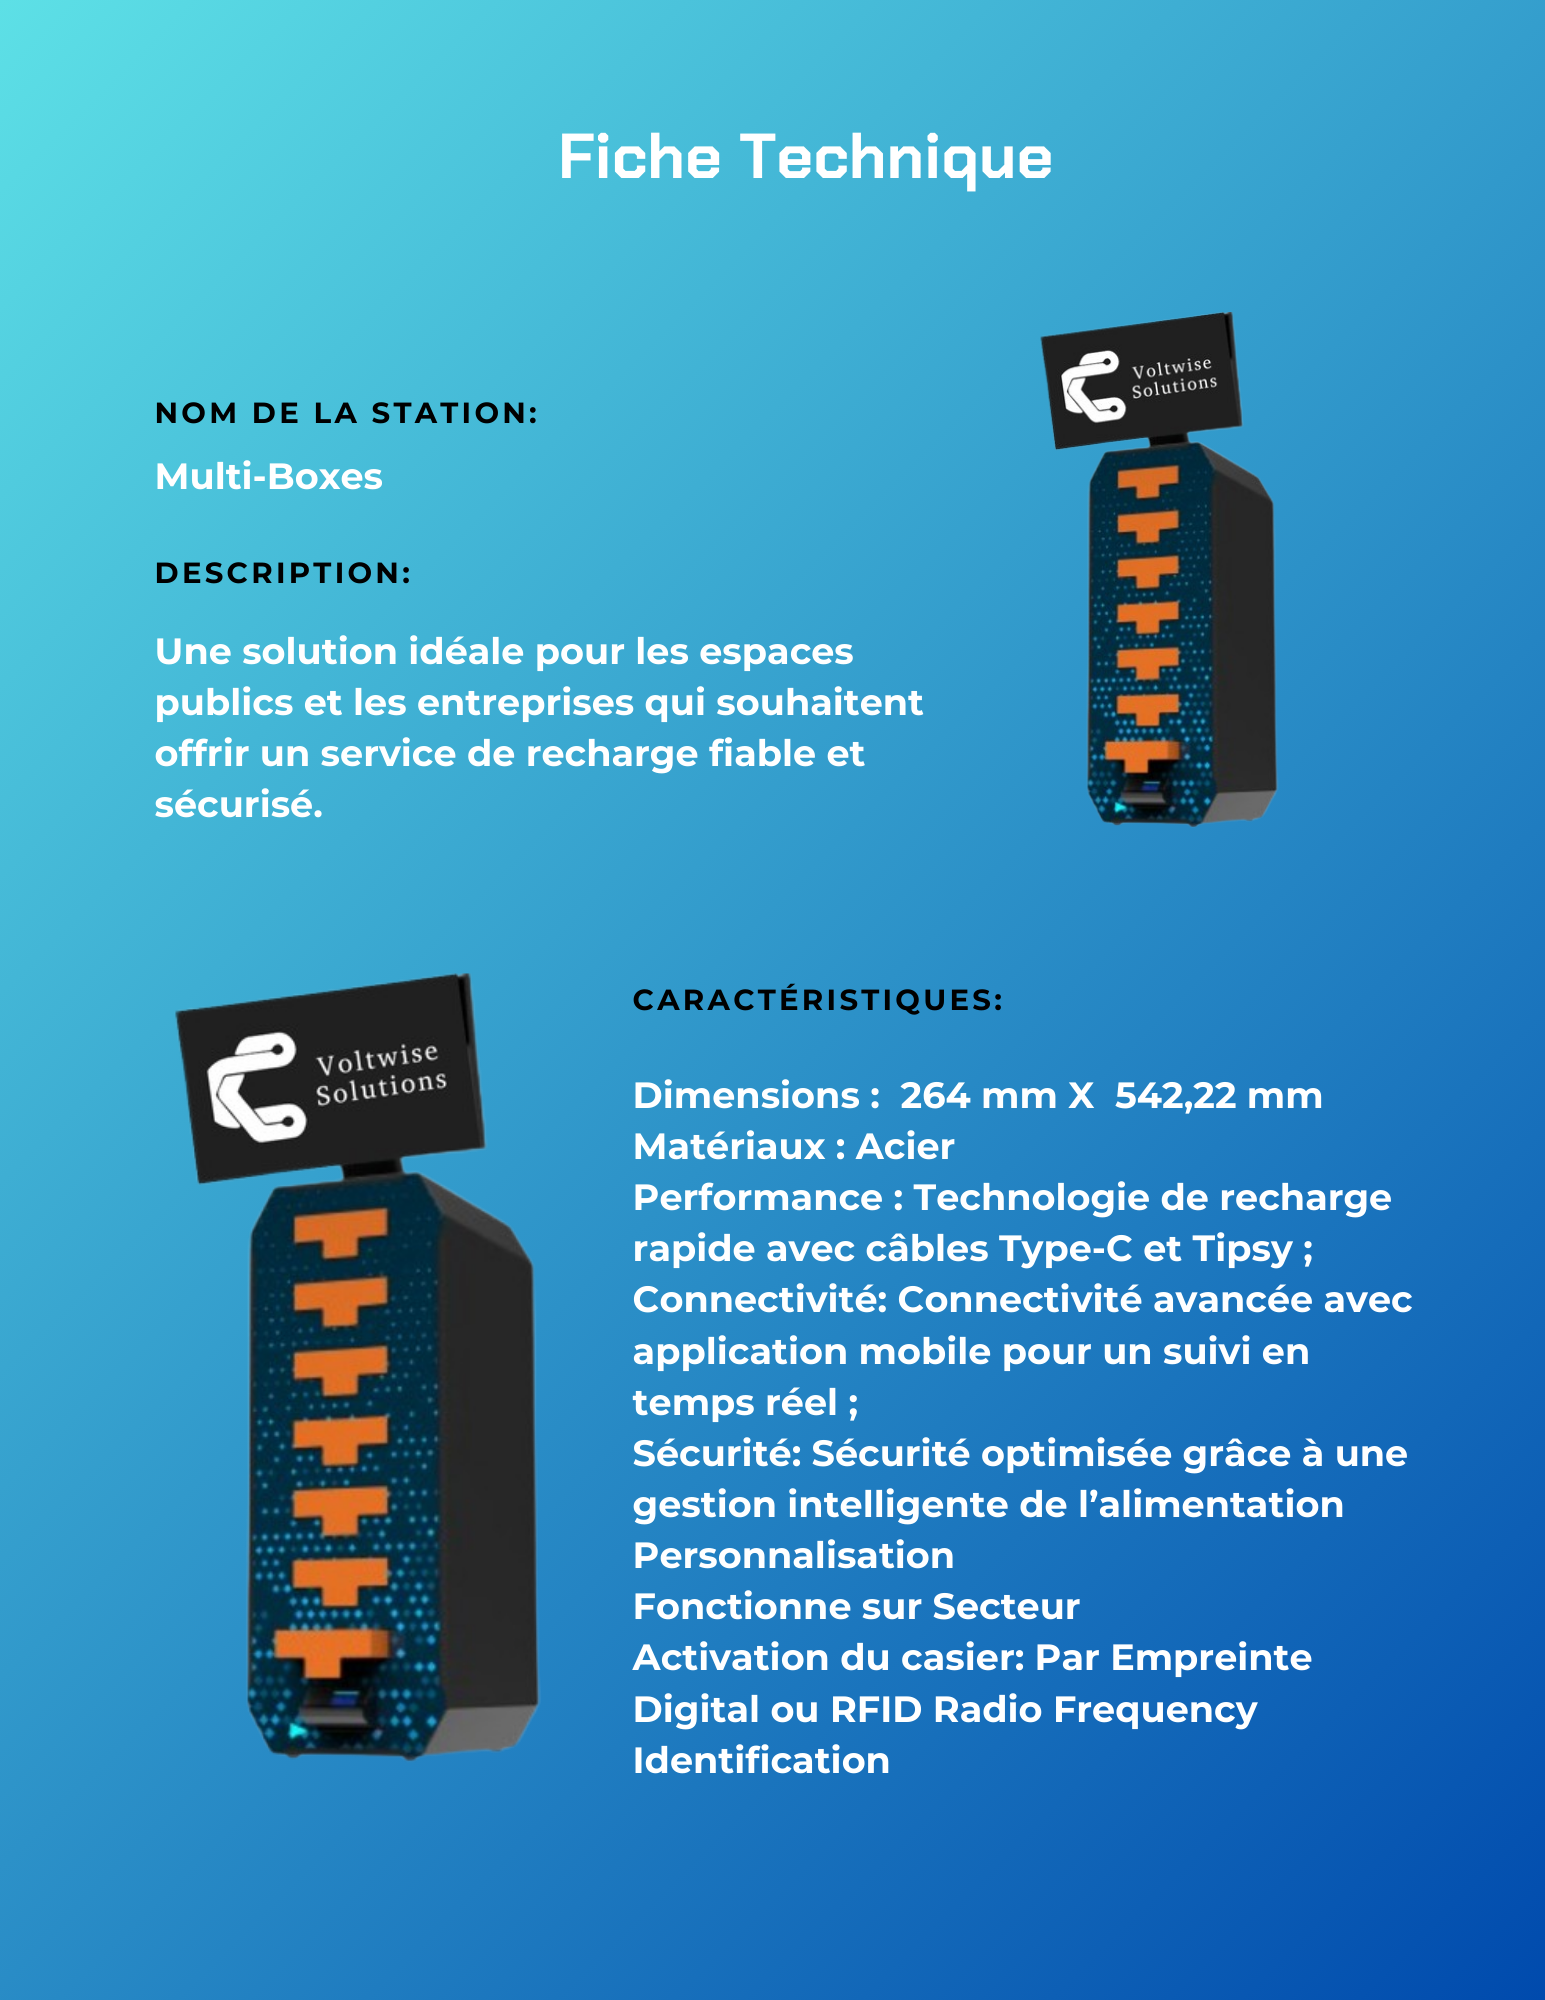 Fiche Technique
Voltwise
Solutions
NOM DE LA STATION:
Multi-Boxes
DESCRIPTION:
Une solution idéale pour les espaces
publics et les entreprises qui souhaitent
offrir un service de recharge fiable et
sécurisé.
Voltwise
Solutions
CARACTÉRISTIQUES:
Dimensions :  264 mm X  542,22 mm
Matériaux : Acier
Performance : Technologie de recharge
rapide avec câbles Type-C et Tipsy ;
Connectivité: Connectivité avancée avec
application mobile pour un suivi en
temps réel ;
Sécurité: Sécurité optimisée grâce à une
gestion intelligente de l’alimentation
Personnalisation
Fonctionne sur Secteur
Activation du casier: Par Empreinte
Digital ou RFID Radio Frequency
Identification